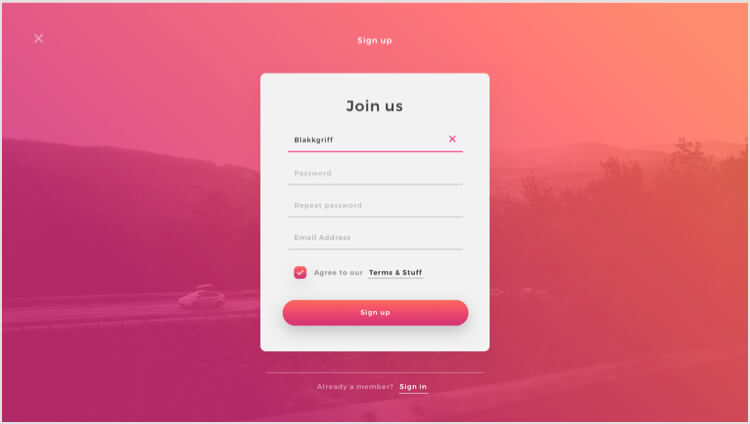 Sign up
Join us
Blakkgriff
Password
Repeat password
Email Address
Agree to our Terms & Stuff
Sign up
Already a member? Sign in